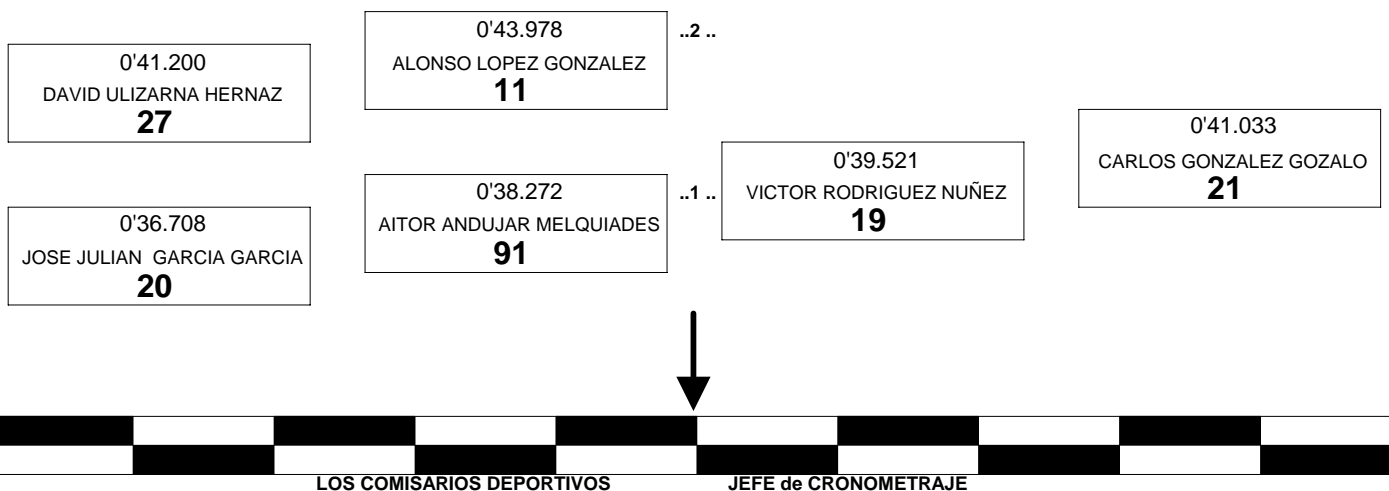 0'43.978
ALONSO LOPEZ GONZALEZ
11
..2 ..
0'41.200
DAVID ULIZARNA HERNAZ
27
0'41.033
CARLOS GONZALEZ GOZALO
21
0'39.521
VICTOR RODRIGUEZ NUÑEZ
19
0'38.272
AITOR ANDUJAR MELQUIADES
91
..1 ..
0'36.708
JOSE JULIAN GARCIA GARCIA
20
LOS COMISARIOS DEPORTIVOS
JEFE de CRONOMETRAJE